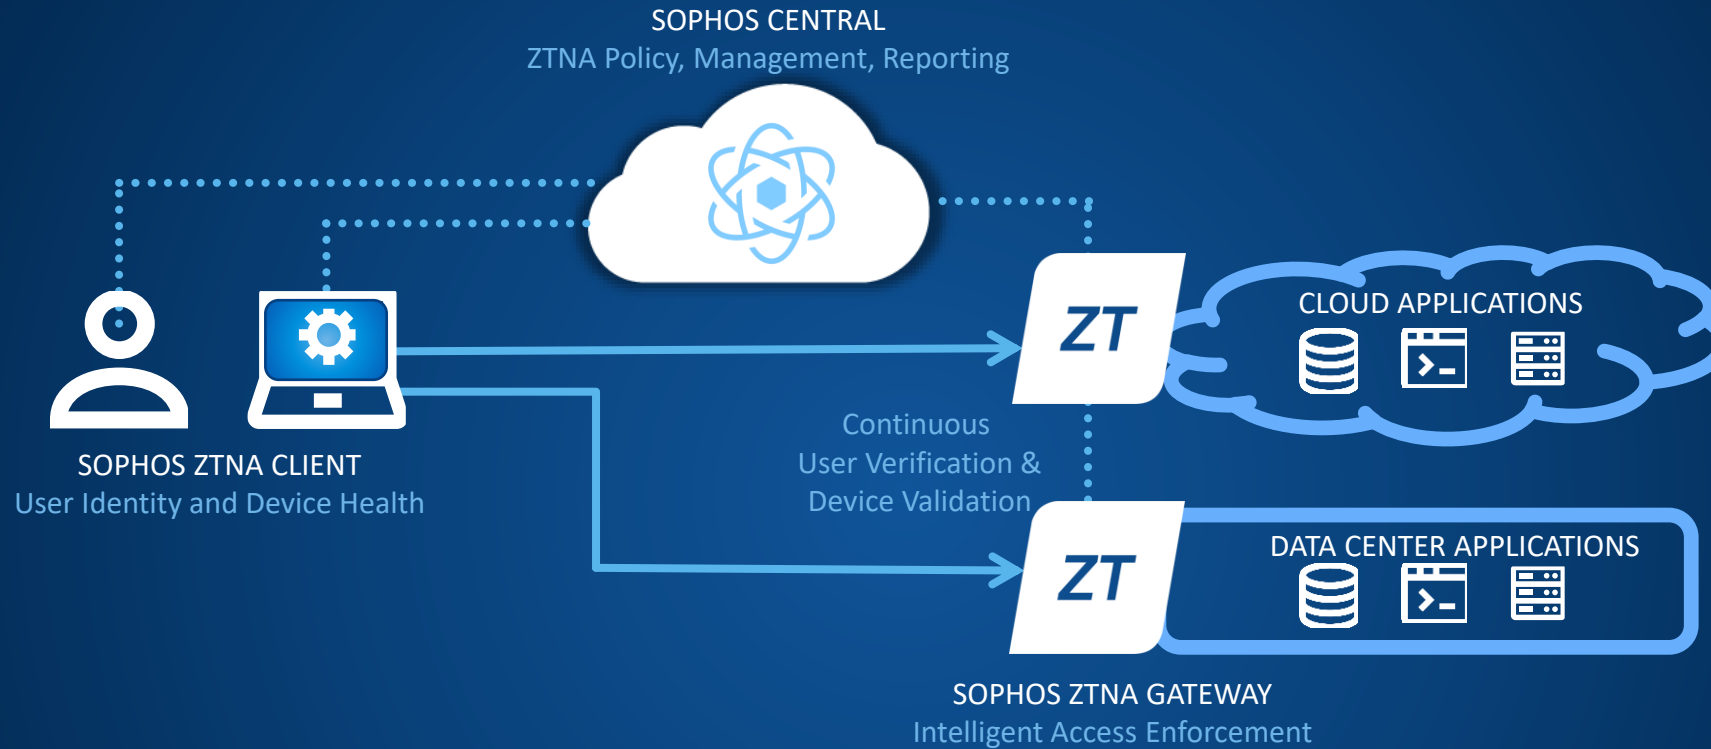 SOPHOS CENTRAL
ZTNA Policy, Management, Reporting
ZT
CLOUD APPLICATIONS
SOPHOS ZTNA CLIENT
User Identity and Device Health
Continuous
User Verification &
Device Validation
ZT
DATA CENTER APPLICATIONS
SOPHOS ZTNA GATEWAY
Intelligent Access Enforcement